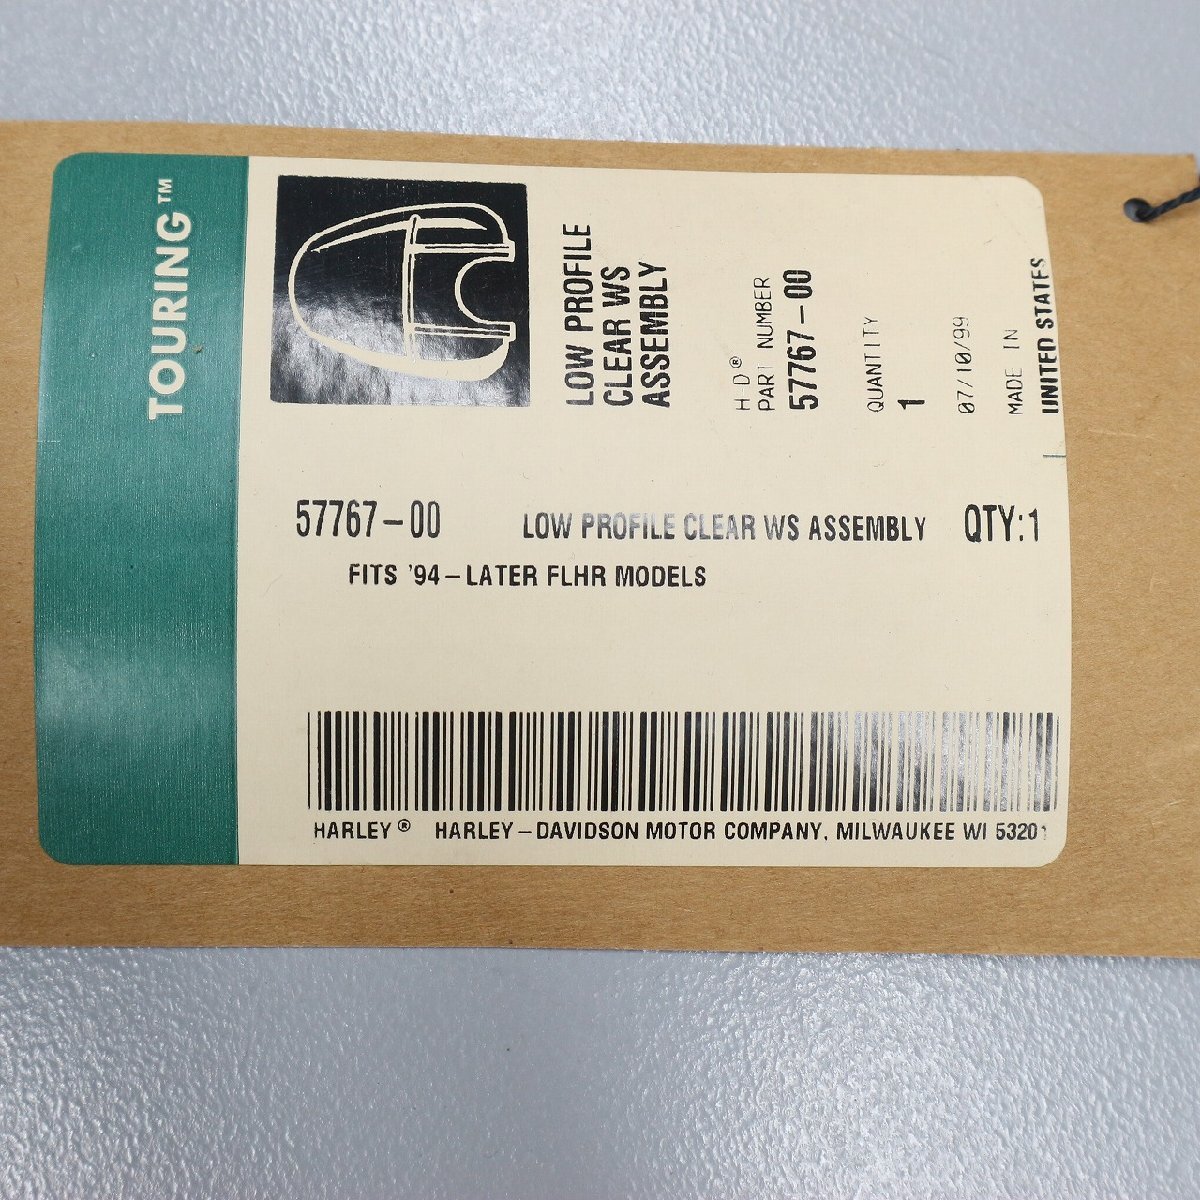 TOURING™
LOW PROFILE
CLEAR WS
ASSEMBLY
H-D®
PART NUMBER
57767-00
QUANTITY
1
07/10/99
MADE IN
UNITED STATES
57767-00 LOW PROFILE CLEAR WS ASSEMBLY QTY:1
FITS '94-LATER FLHR MODELS
HARLEY® HARLEY-DAVIDSON MOTOR COMPANY, MILWAUKEE WI 53201